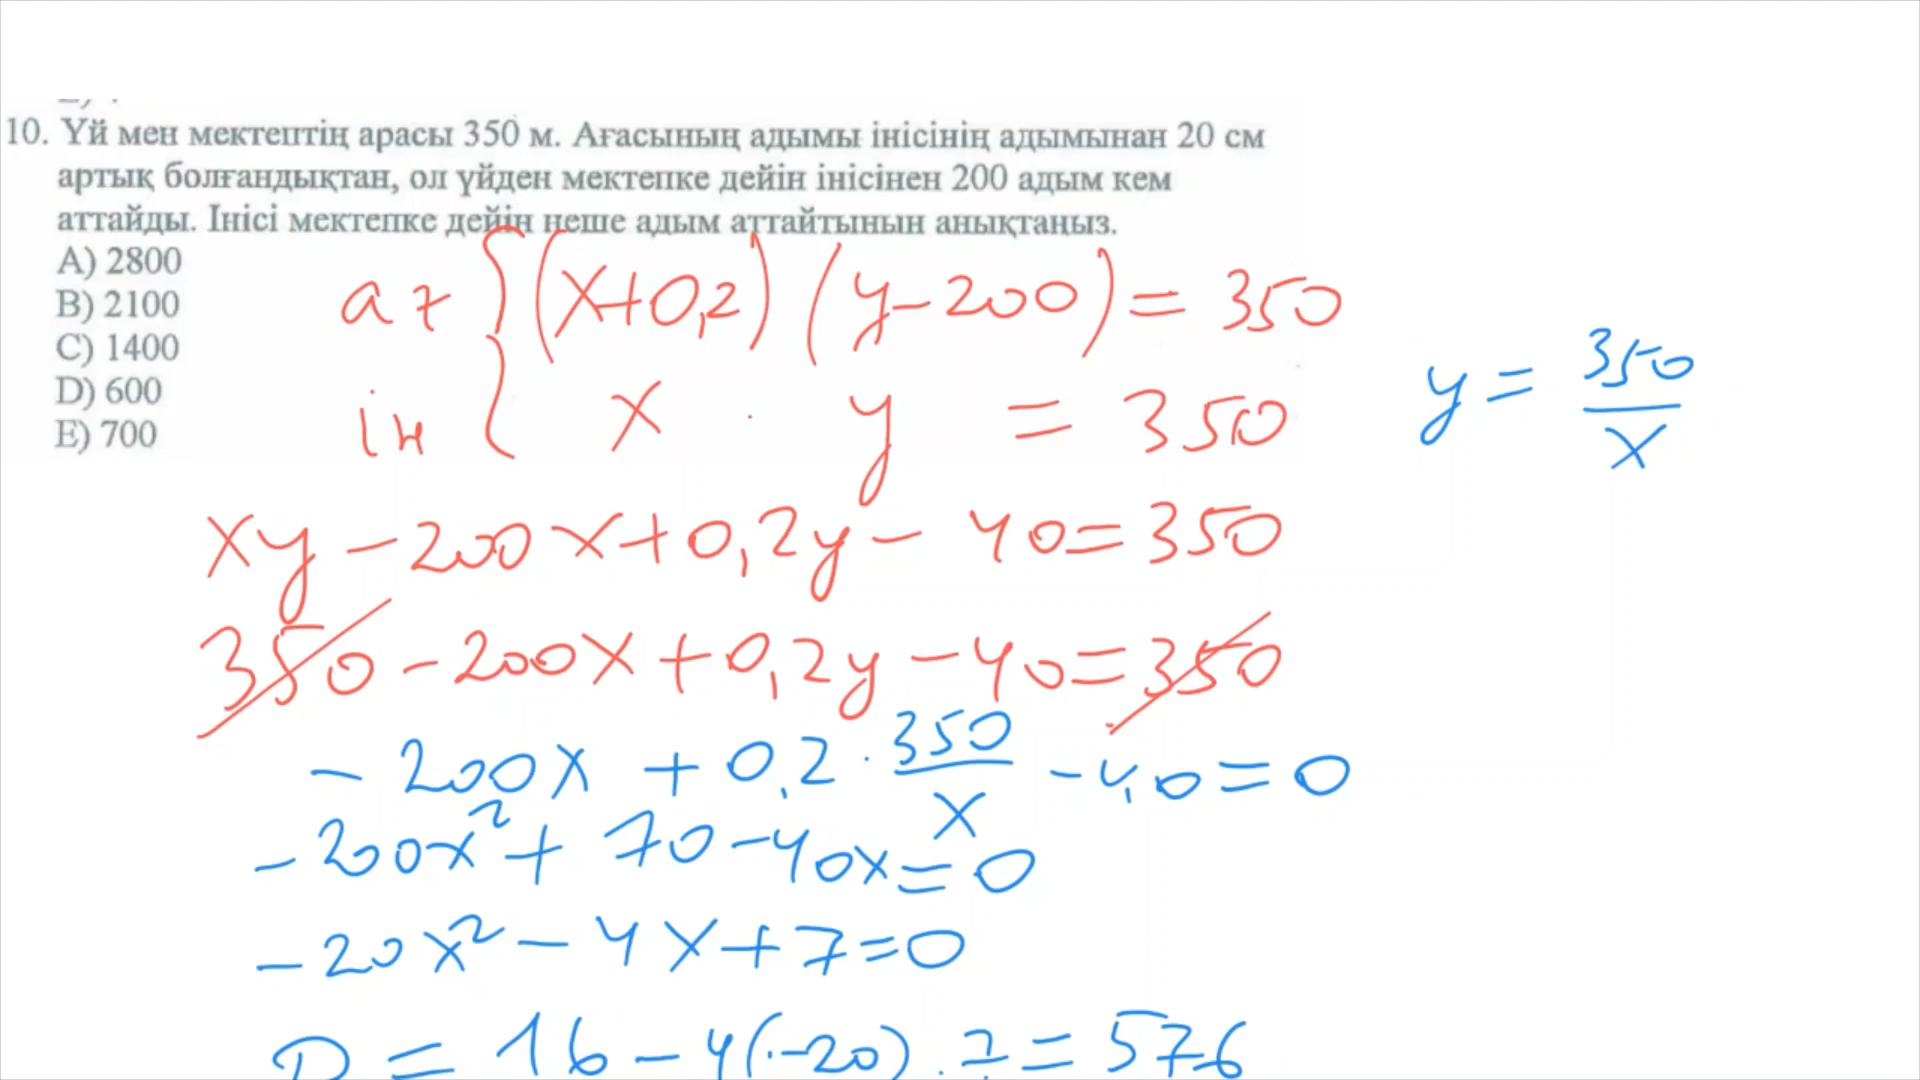 10. Үй мен мектептің арасы 350 м. Ағасының адымы інісінің адымынан 20 см
артық болғандықтан, ол үйден мектепке дейін інісінен 200 адым кем
аттайды. Інісі мектепке дейін неше адым аттайтынын анықтаңыз.
A) 2800
B) 2100
C) 1400
D) 600
E) 700
ағ { (x+0,2) (y-200) = 350
ін { x · y = 350
y = 350/x
xy - 200x + 0,2y - 40 = 350
350 - 200x + 0,2y - 40 = 350
- 200x + 0,2 · 350/x - 40 = 0
- 200x² + 70 - 40x = 0
- 20x² - 4x + 7 = 0
D = 16 - 4(-20) · 7 = 576